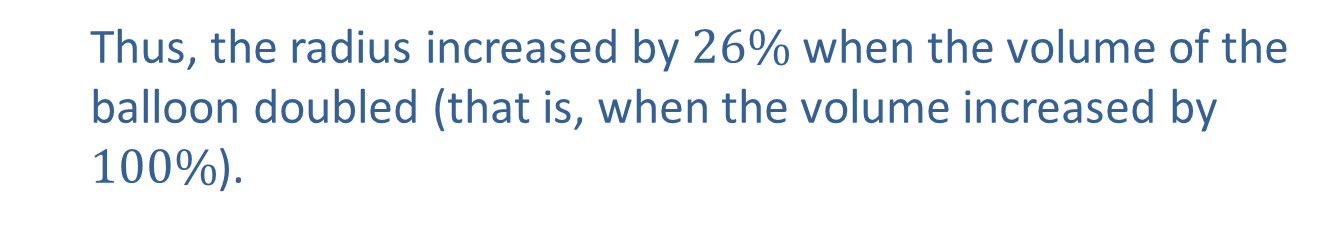 Thus, the radius increased by 26% when the volume of the
balloon doubled (that is, when the volume increased by
100%).